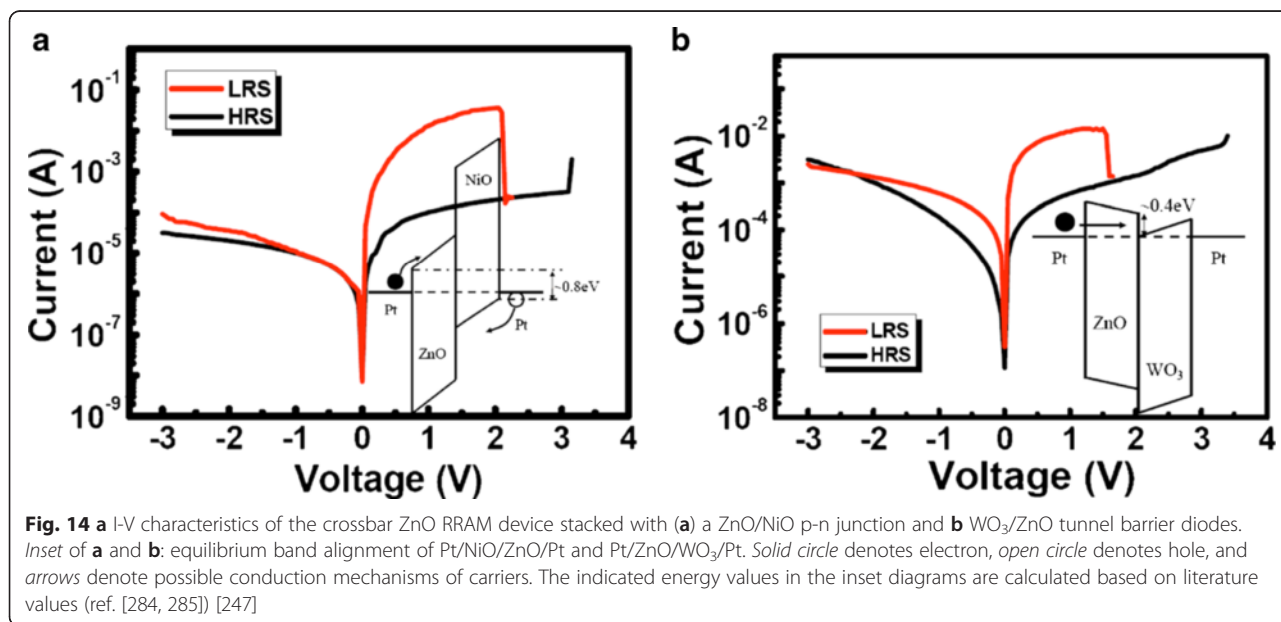 a
LRS
HRS
10⁻¹
10⁻³
10⁻⁵
10⁻⁷
10⁻⁹
Current (A)
NiO
~0.8eV
Pt
Pt
ZnO
-3 -2 -1 0 1 2 3 4
Voltage (V)
b
10⁻²
10⁻⁴
10⁻⁶
10⁻⁸
Current (A)
~0.4eV
Pt
Pt
ZnO
WO₃
LRS
HRS
-3 -2 -1 0 1 2 3 4
Voltage (V)
Fig. 14 a I-V characteristics of the crossbar ZnO RRAM device stacked with (a) a ZnO/NiO p-n junction and b WO₃/ZnO tunnel barrier diodes.
Inset of a and b: equilibrium band alignment of Pt/NiO/ZnO/Pt and Pt/ZnO/WO₃/Pt. Solid circle denotes electron, open circle denotes hole, and
arrows denote possible conduction mechanisms of carriers. The indicated energy values in the inset diagrams are calculated based on literature
values (ref. [284, 285]) [247]